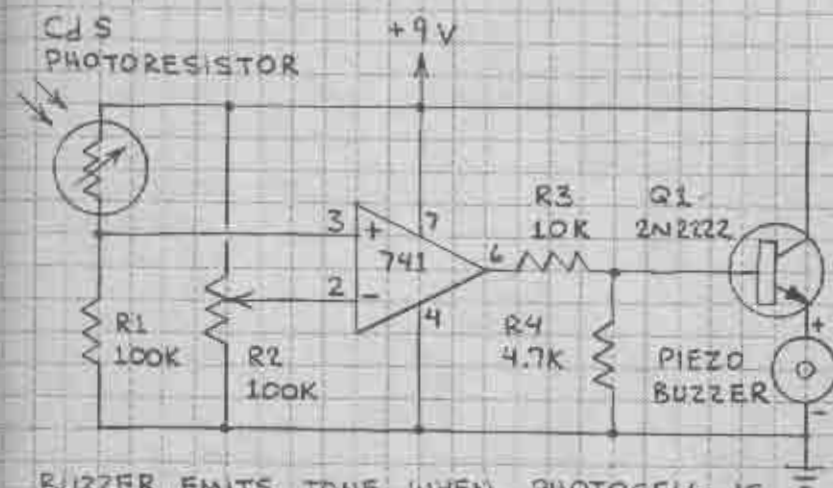 CdS
PHOTORESISTOR
+9V
R3
10K
Q1
2N2222
3
+
7
741
6
2
-
4
R1
100K
R2
100K
R4
4.7K
PIEZO
BUZZER
+
-
BUZZER EMITS TONE WHEN PHOTOCELL IS